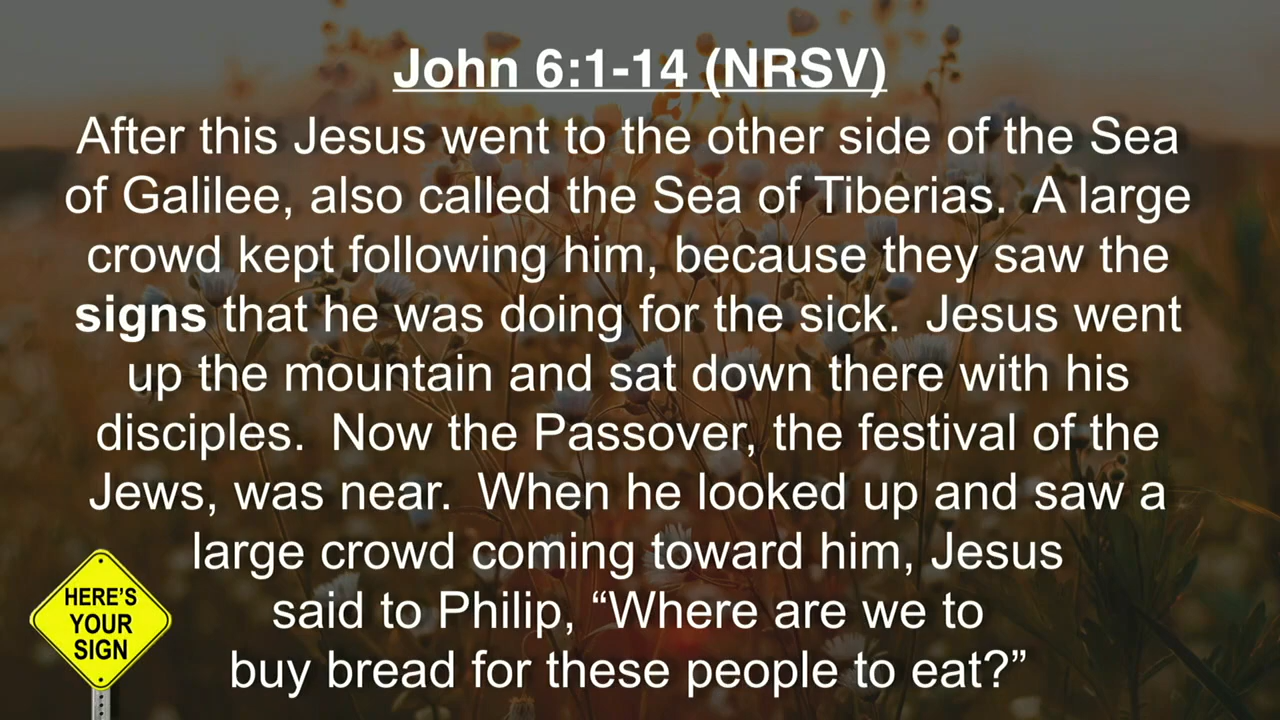 John 6:1-14 (NRSV)
After this Jesus went to the other side of the Sea
of Galilee, also called the Sea of Tiberias.  A large
crowd kept following him, because they saw the
signs that he was doing for the sick.  Jesus went
up the mountain and sat down there with his
disciples.  Now the Passover, the festival of the
Jews, was near.  When he looked up and saw a
large crowd coming toward him, Jesus
said to Philip, “Where are we to
buy bread for these people to eat?”
HERE'S
YOUR
SIGN